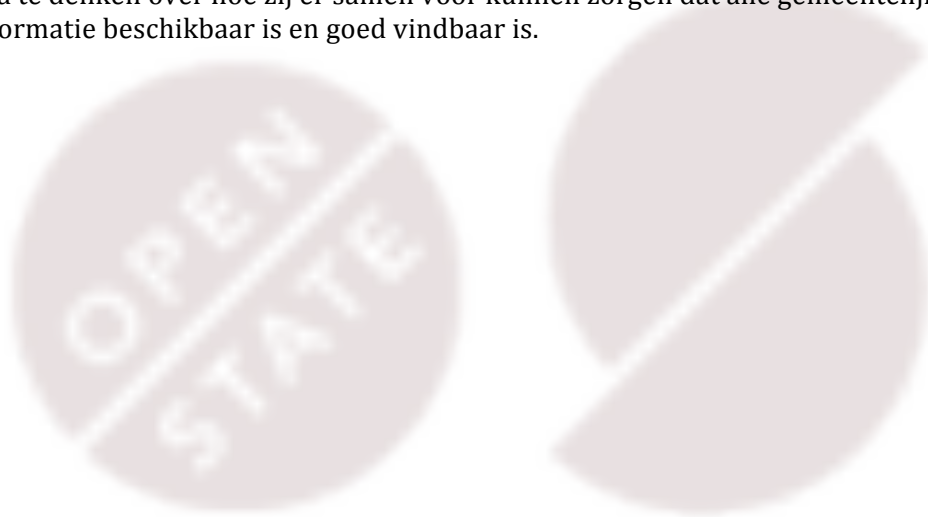 te denken over hoe zij er samen voor kunnen zorgen dat alle
ormatie beschikbaar is en goed vindbaar is.
OPEN
STATE